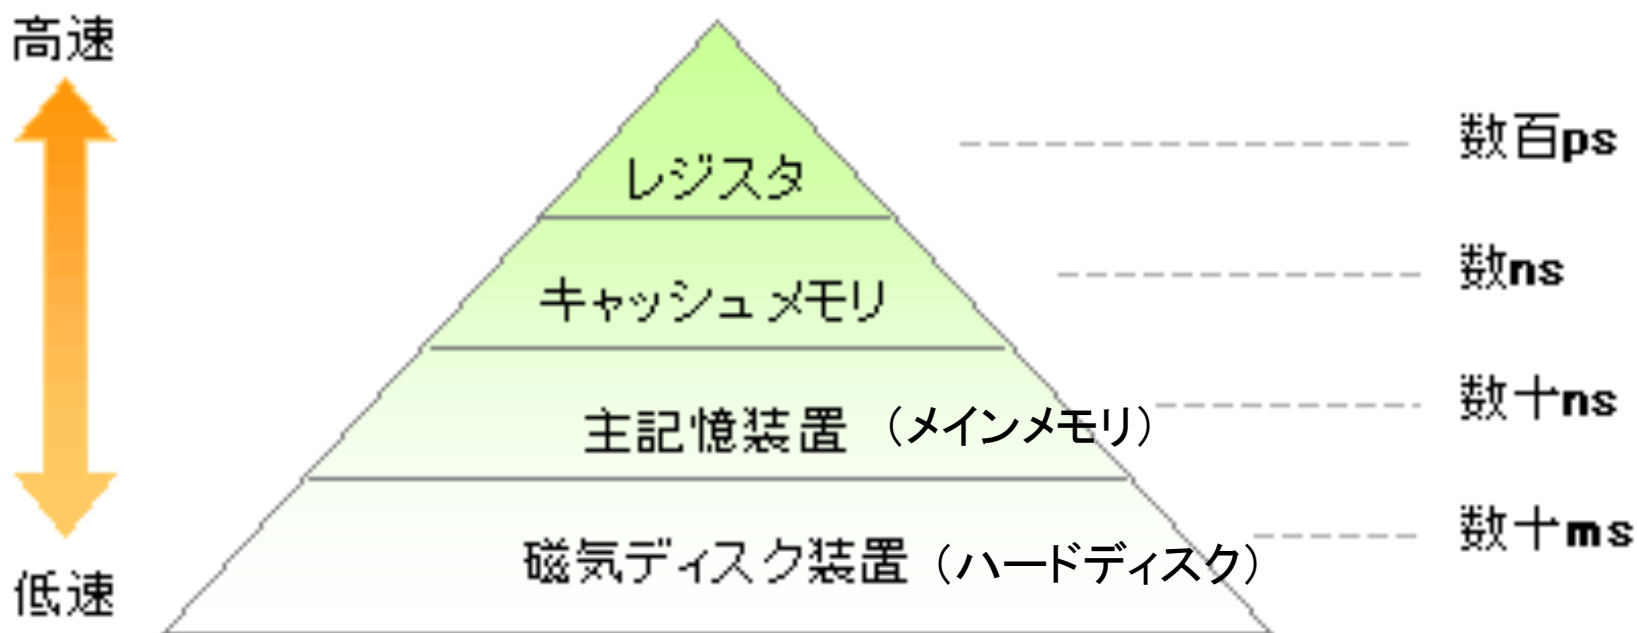 高速
レジスタ
数百ps
キャッシュメモリ
数ns
主記憶装置（メインメモリ）
数十ns
磁気ディスク装置（ハードディスク）
数十ms
低速